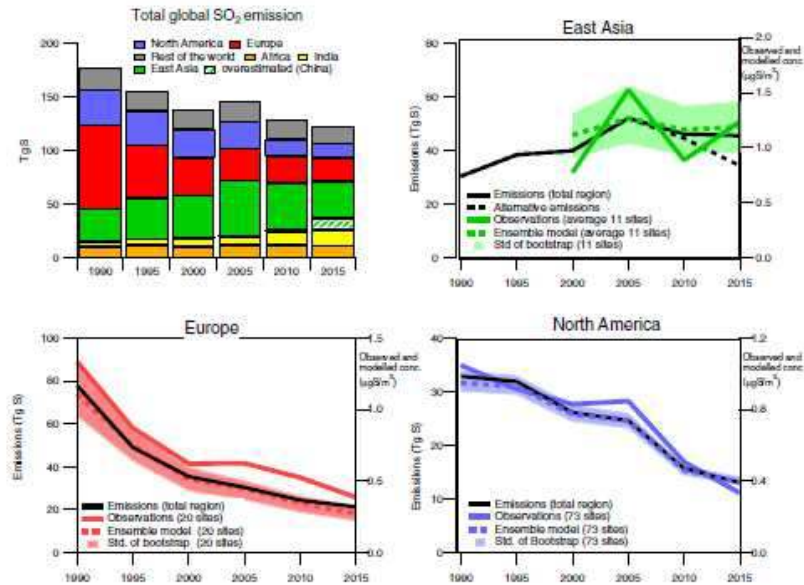 Total global SO2 emission
200
150
100
50
0
Tg S
North America Europe
Rest of the world Africa India
East Asia overestimated (China)
1990 1995 2000 2005 2010 2015
East Asia
80
60
40
20
0
Emissions (Tg S)
2.0
1.5
1.0
0.5
0.0
Observed and
modelled conc.
(µgS/m³)
Emissions (total region)
Alternative emissions
Observations (average 11 sites)
Ensemble model (average 11 sites)
Std of bootstrap (11 sites)
1990 1995 2000 2005 2010 2015
Europe
100
80
60
40
20
0
Emissions (Tg S)
1.5
1.0
0.5
0.0
Observed and
modelled conc.
(µgS/m³)
Emissions (total region)
Observations (20 sites)
Ensemble model (20 sites)
Std. of bootstrap (20 sites)
1990 1995 2000 2005 2010 2015
North America
40
30
20
10
0
Emissions (Tg S)
1.2
0.8
0.4
0.0
Observed and
modelled conc.
(µgS/m³)
Emissions (total region)
Observations (73 sites)
Ensemble model (73 sites)
Std. of Bootstrap (73 sites)
1990 1995 2000 2005 2010 2015